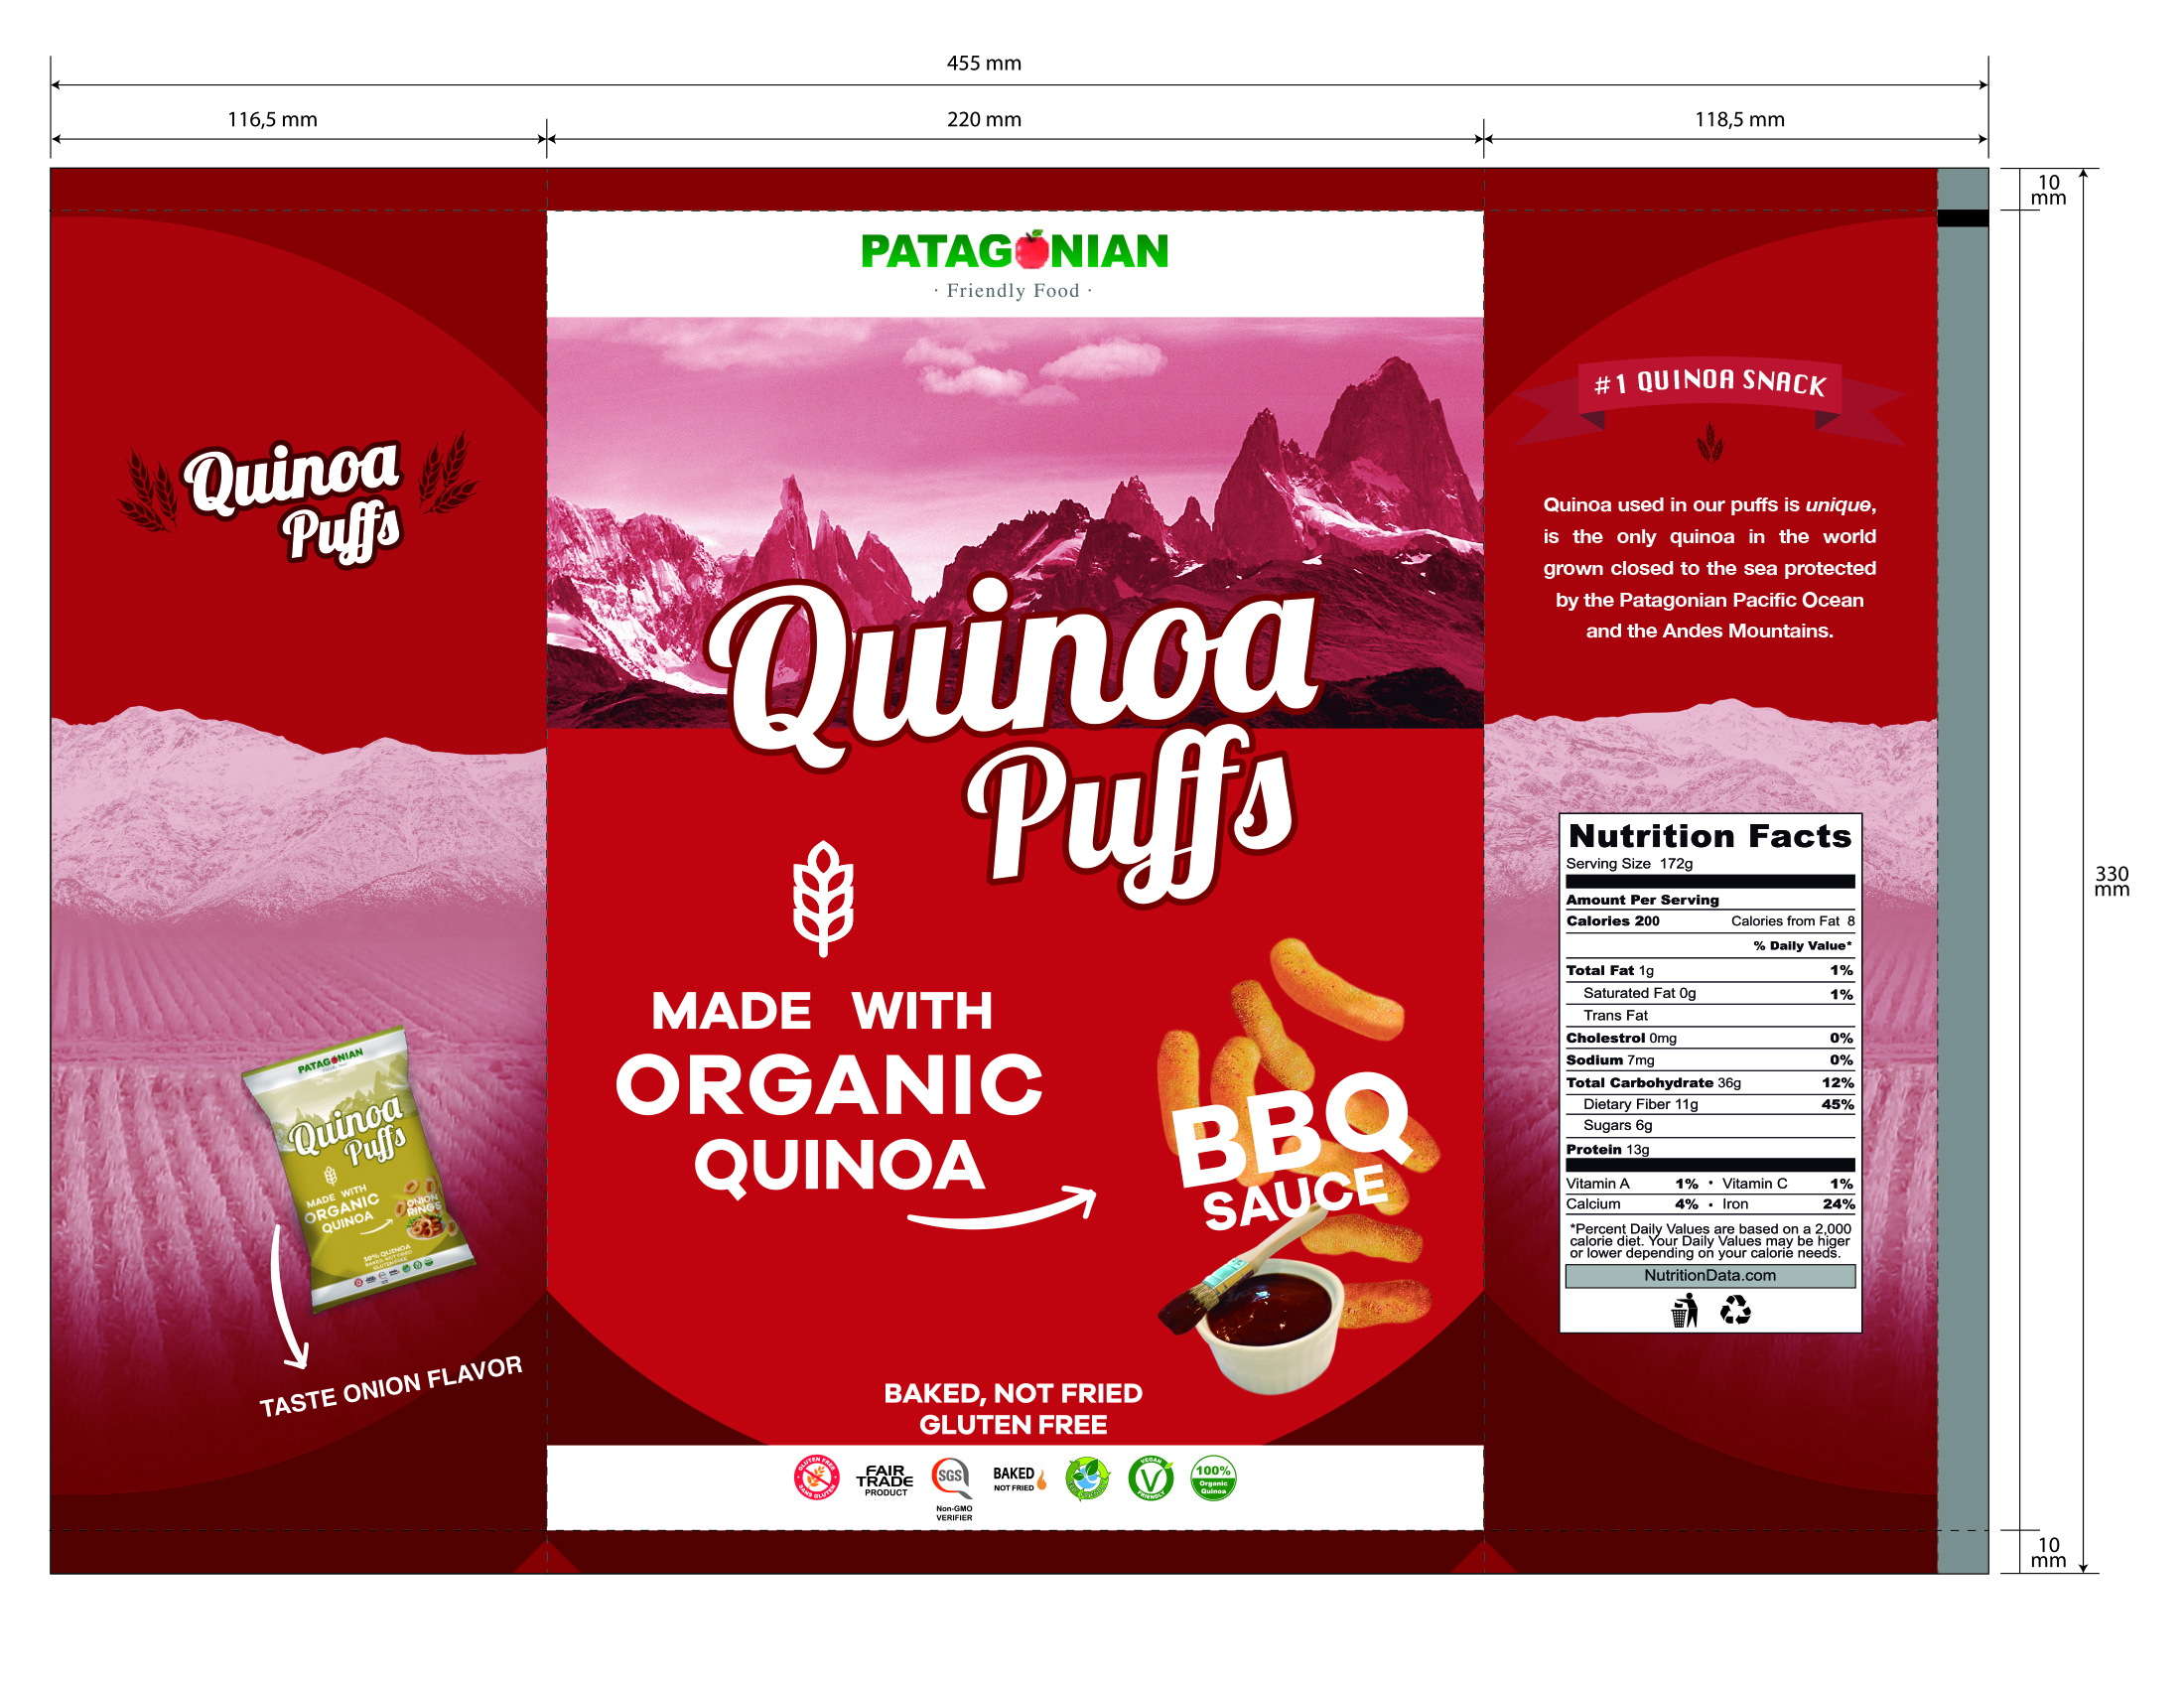 455 mm
116,5 mm
220 mm
118,5 mm
10
mm
330
mm
10
mm
Quinoa
Puffs
PATAGONIAN
Quinoa
Puffs
MADE WITH
ORGANIC
QUINOA
ONION
RINGS
50% QUINOA
BAKED, NOT FRIED
GLUTEN FREE
TASTE ONION FLAVOR
PATAGONIAN
· Friendly Food ·
Quinoa
Puffs
MADE WITH
ORGANIC
QUINOA
BBQ
SAUCE
BAKED, NOT FRIED
GLUTEN FREE
GLUTEN FREE
SANS GLUTEN
FAIR
TRADE
PRODUCT
SGS
Non-GMO
VERIFIER
BAKED
NOT FRIED
VEGAN
V
FRIENDLY
100%
Organic
Quinoa
#1 QUINOA SNACK
Quinoa used in our puffs is unique,
is the only quinoa in the world
grown closed to the sea protected
by the Patagonian Pacific Ocean
and the Andes Mountains.
Nutrition Facts
Serving Size 172g
Amount Per Serving
Calories 200 Calories from Fat 8
% Daily Value*
Total Fat 1g 1%
Saturated Fat 0g 1%
Trans Fat
Cholestrol 0mg 0%
Sodium 7mg 0%
Total Carbohydrate 36g 12%
Dietary Fiber 11g 45%
Sugars 6g
Protein 13g
Vitamin A 1% • Vitamin C 1%
Calcium 4% • Iron 24%
*Percent Daily Values are based on a 2,000
calorie diet. Your Daily Values may be higer
or lower depending on your calorie needs.
NutritionData.com